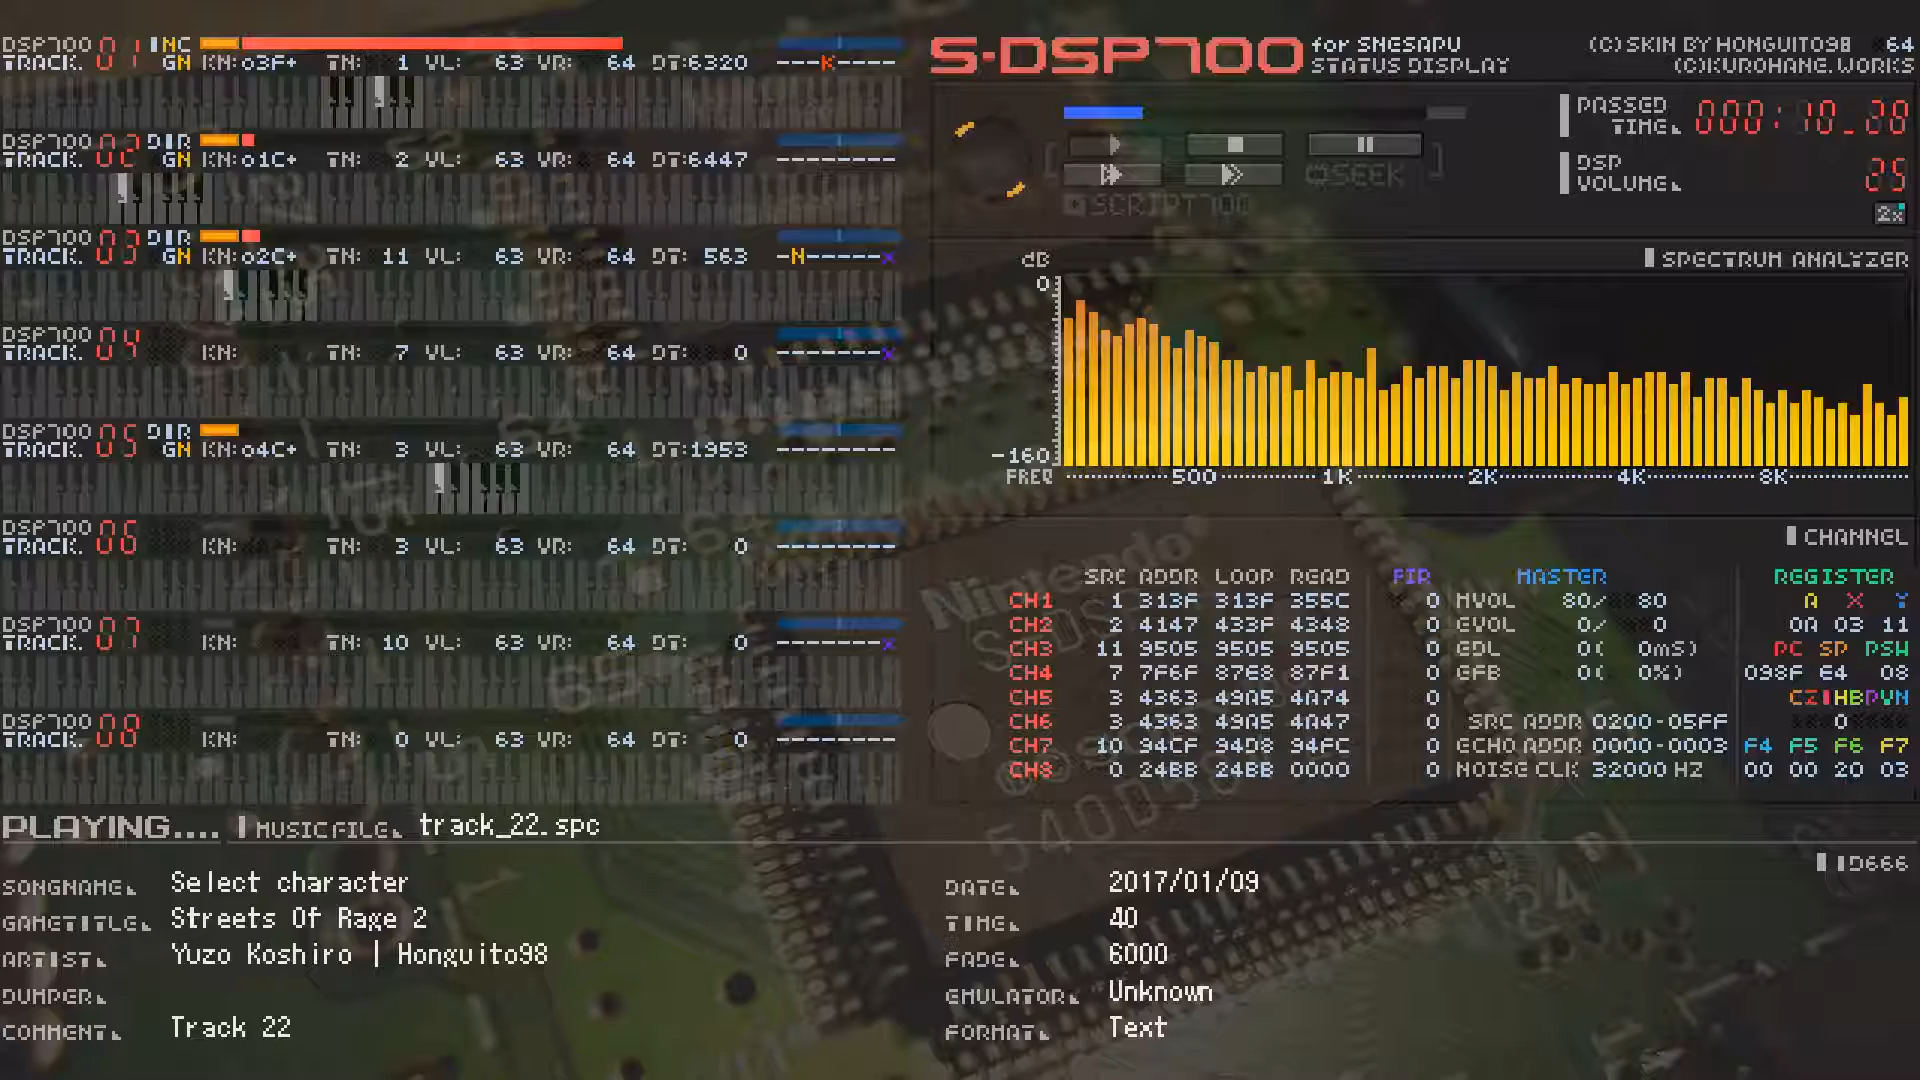 DSP700 01 INC
TRACK. GN KN:o3F+ TN: 1 VL: 63 VR: 64 DT:6320 ---K----
DSP700 02 DIR
TRACK. GN KN:o1C+ TN: 2 VL: 63 VR: 64 DT:6447 --------
DSP700 03 DIR
TRACK. GN KN:o2C+ TN: 11 VL: 63 VR: 64 DT: 563 -N-----x
DSP700 04
TRACK. KN: TN: 7 VL: 63 VR: 64 DT: 0 -------x
DSP700 05 DIR
TRACK. GN KN:o4C+ TN: 3 VL: 63 VR: 64 DT:1953 --------
DSP700 06
TRACK. KN: TN: 3 VL: 63 VR: 64 DT: 0 --------
DSP700 07
TRACK. KN: TN: 10 VL: 63 VR: 64 DT: 0 -------x
DSP700 08
TRACK. KN: TN: 0 VL: 63 VR: 64 DT: 0 --------
S-DSP700 for SNESAPU
STATUS DISPLAY
(C)SKIN BY HONGUITO98 x64
(C)KUROHANE.WORKS
PASSED
TIME 000:10_
DSP
VOLUME 25
2x
SEEK
SCRIPT700
SPECTRUM ANALYZER
dB
0
-160
FREQ 500 1K 2K 4K 8K
CHANNEL
SRC ADDR LOOP READ FIR MASTER REGISTER
CH1 1 313F 313F 355C 0 MVOL 80/ 80 A X Y
CH2 2 4147 433F 4348 0 EVOL 0/ 0 0A 03 11
CH3 11 9505 9505 9505 0 EDL 0( 0mS) PC SP PSW
CH4 7 7F6F 87E8 87F1 0 EFB 0( 0%) 098F E4 08
CH5 3 4363 49A5 4A74 0 CZIHBPVN
CH6 3 4363 49A5 4A47 0 SRC ADDR 0200-05FF 0
CH7 10 94CF 94D8 94FC 0 ECHO ADDR 0000-0003 F4 F5 F6 F7
CH8 0 24BB 24BB 0000 0 NOISE CLK 32000 HZ 00 00 20 03
Nintendo
PLAYING.... MUSICFILE track_22.spc
ID666
SONGNAME Select character
GAMETITLE Streets Of Rage 2
ARTIST Yuzo Koshiro | Honguito98
DUMPER
COMMENT Track 22
DATE 2017/01/09
TIME 40
FADE 6000
EMULATOR Unknown
FORMAT Text